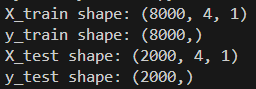 X_train shape: (8000, 4, 1)
y_train shape: (8000,)
X_test shape: (2000, 4, 1)
y_test shape: (2000,)